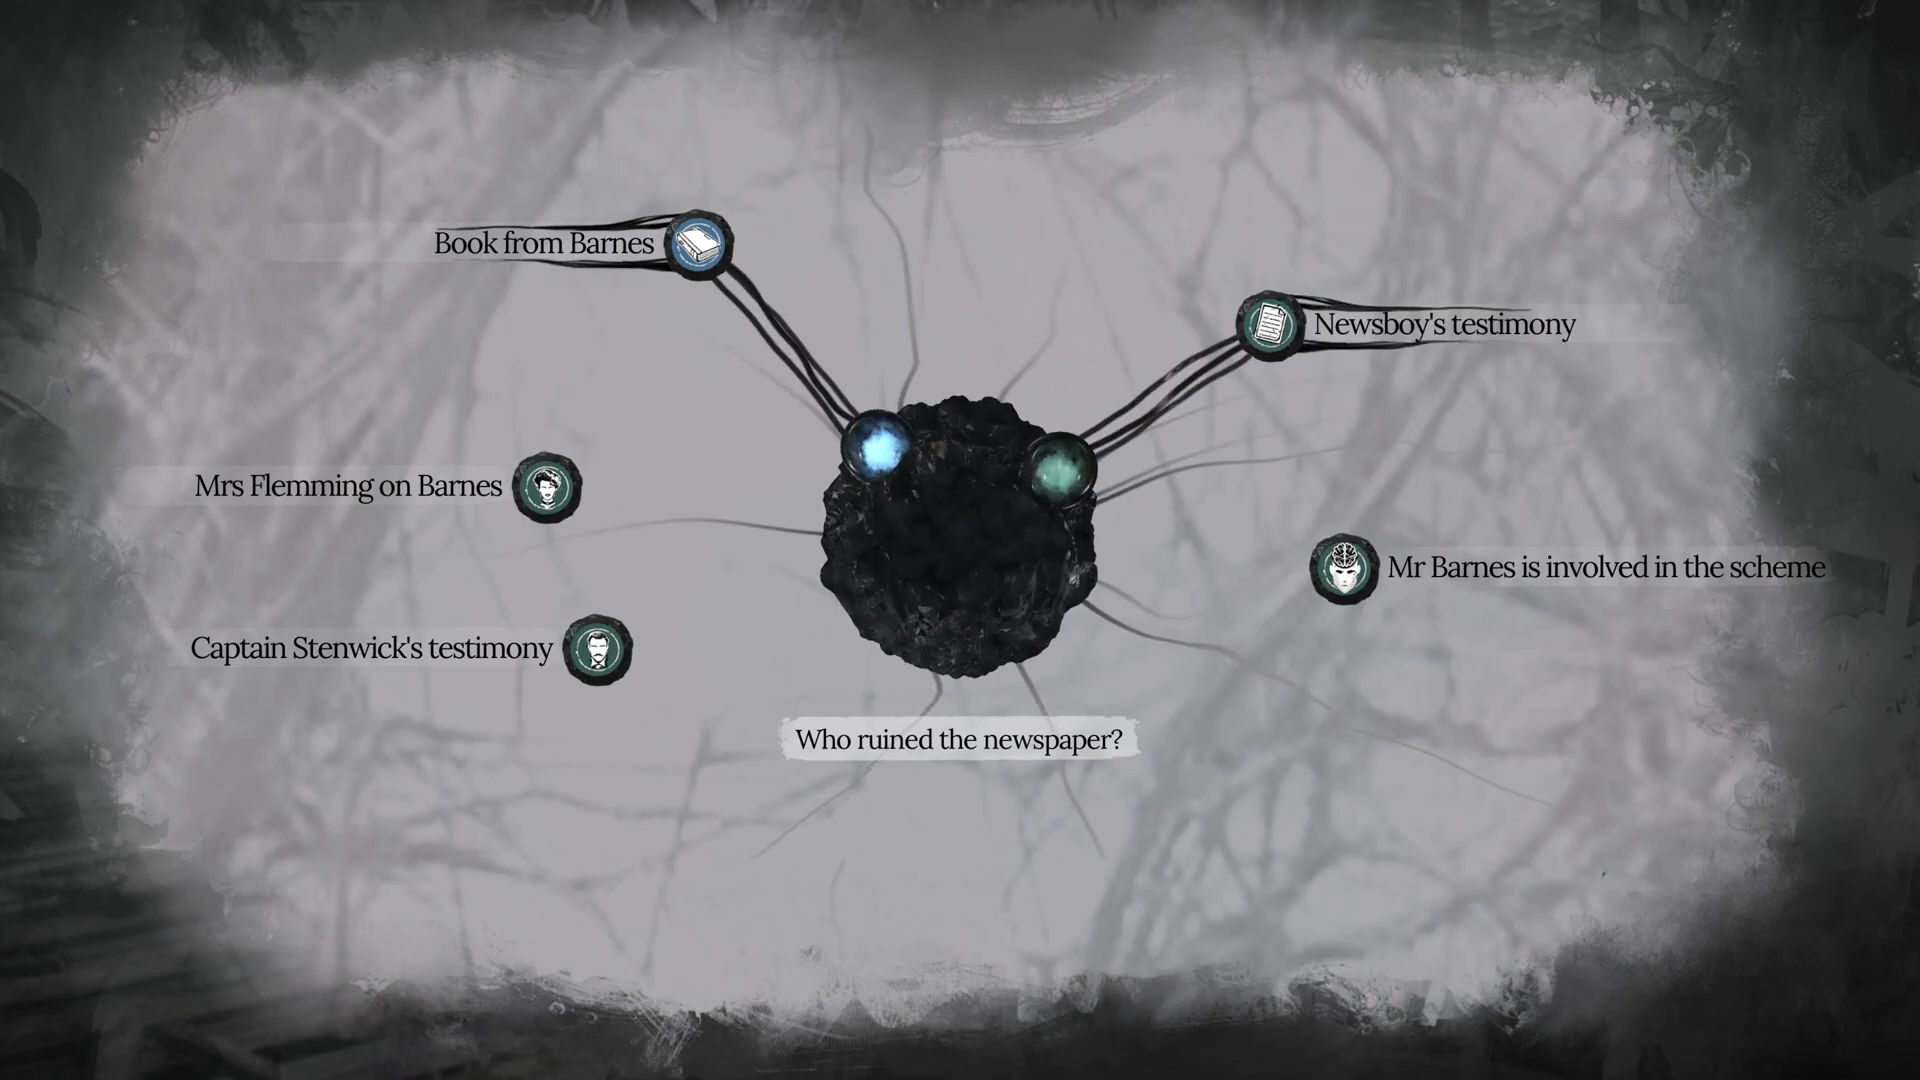 Book from Barnes
Newsboy's testimony
Mrs Flemming on Barnes
Mr Barnes is involved in the scheme
Captain Stenwick's testimony
Who ruined the newspaper?